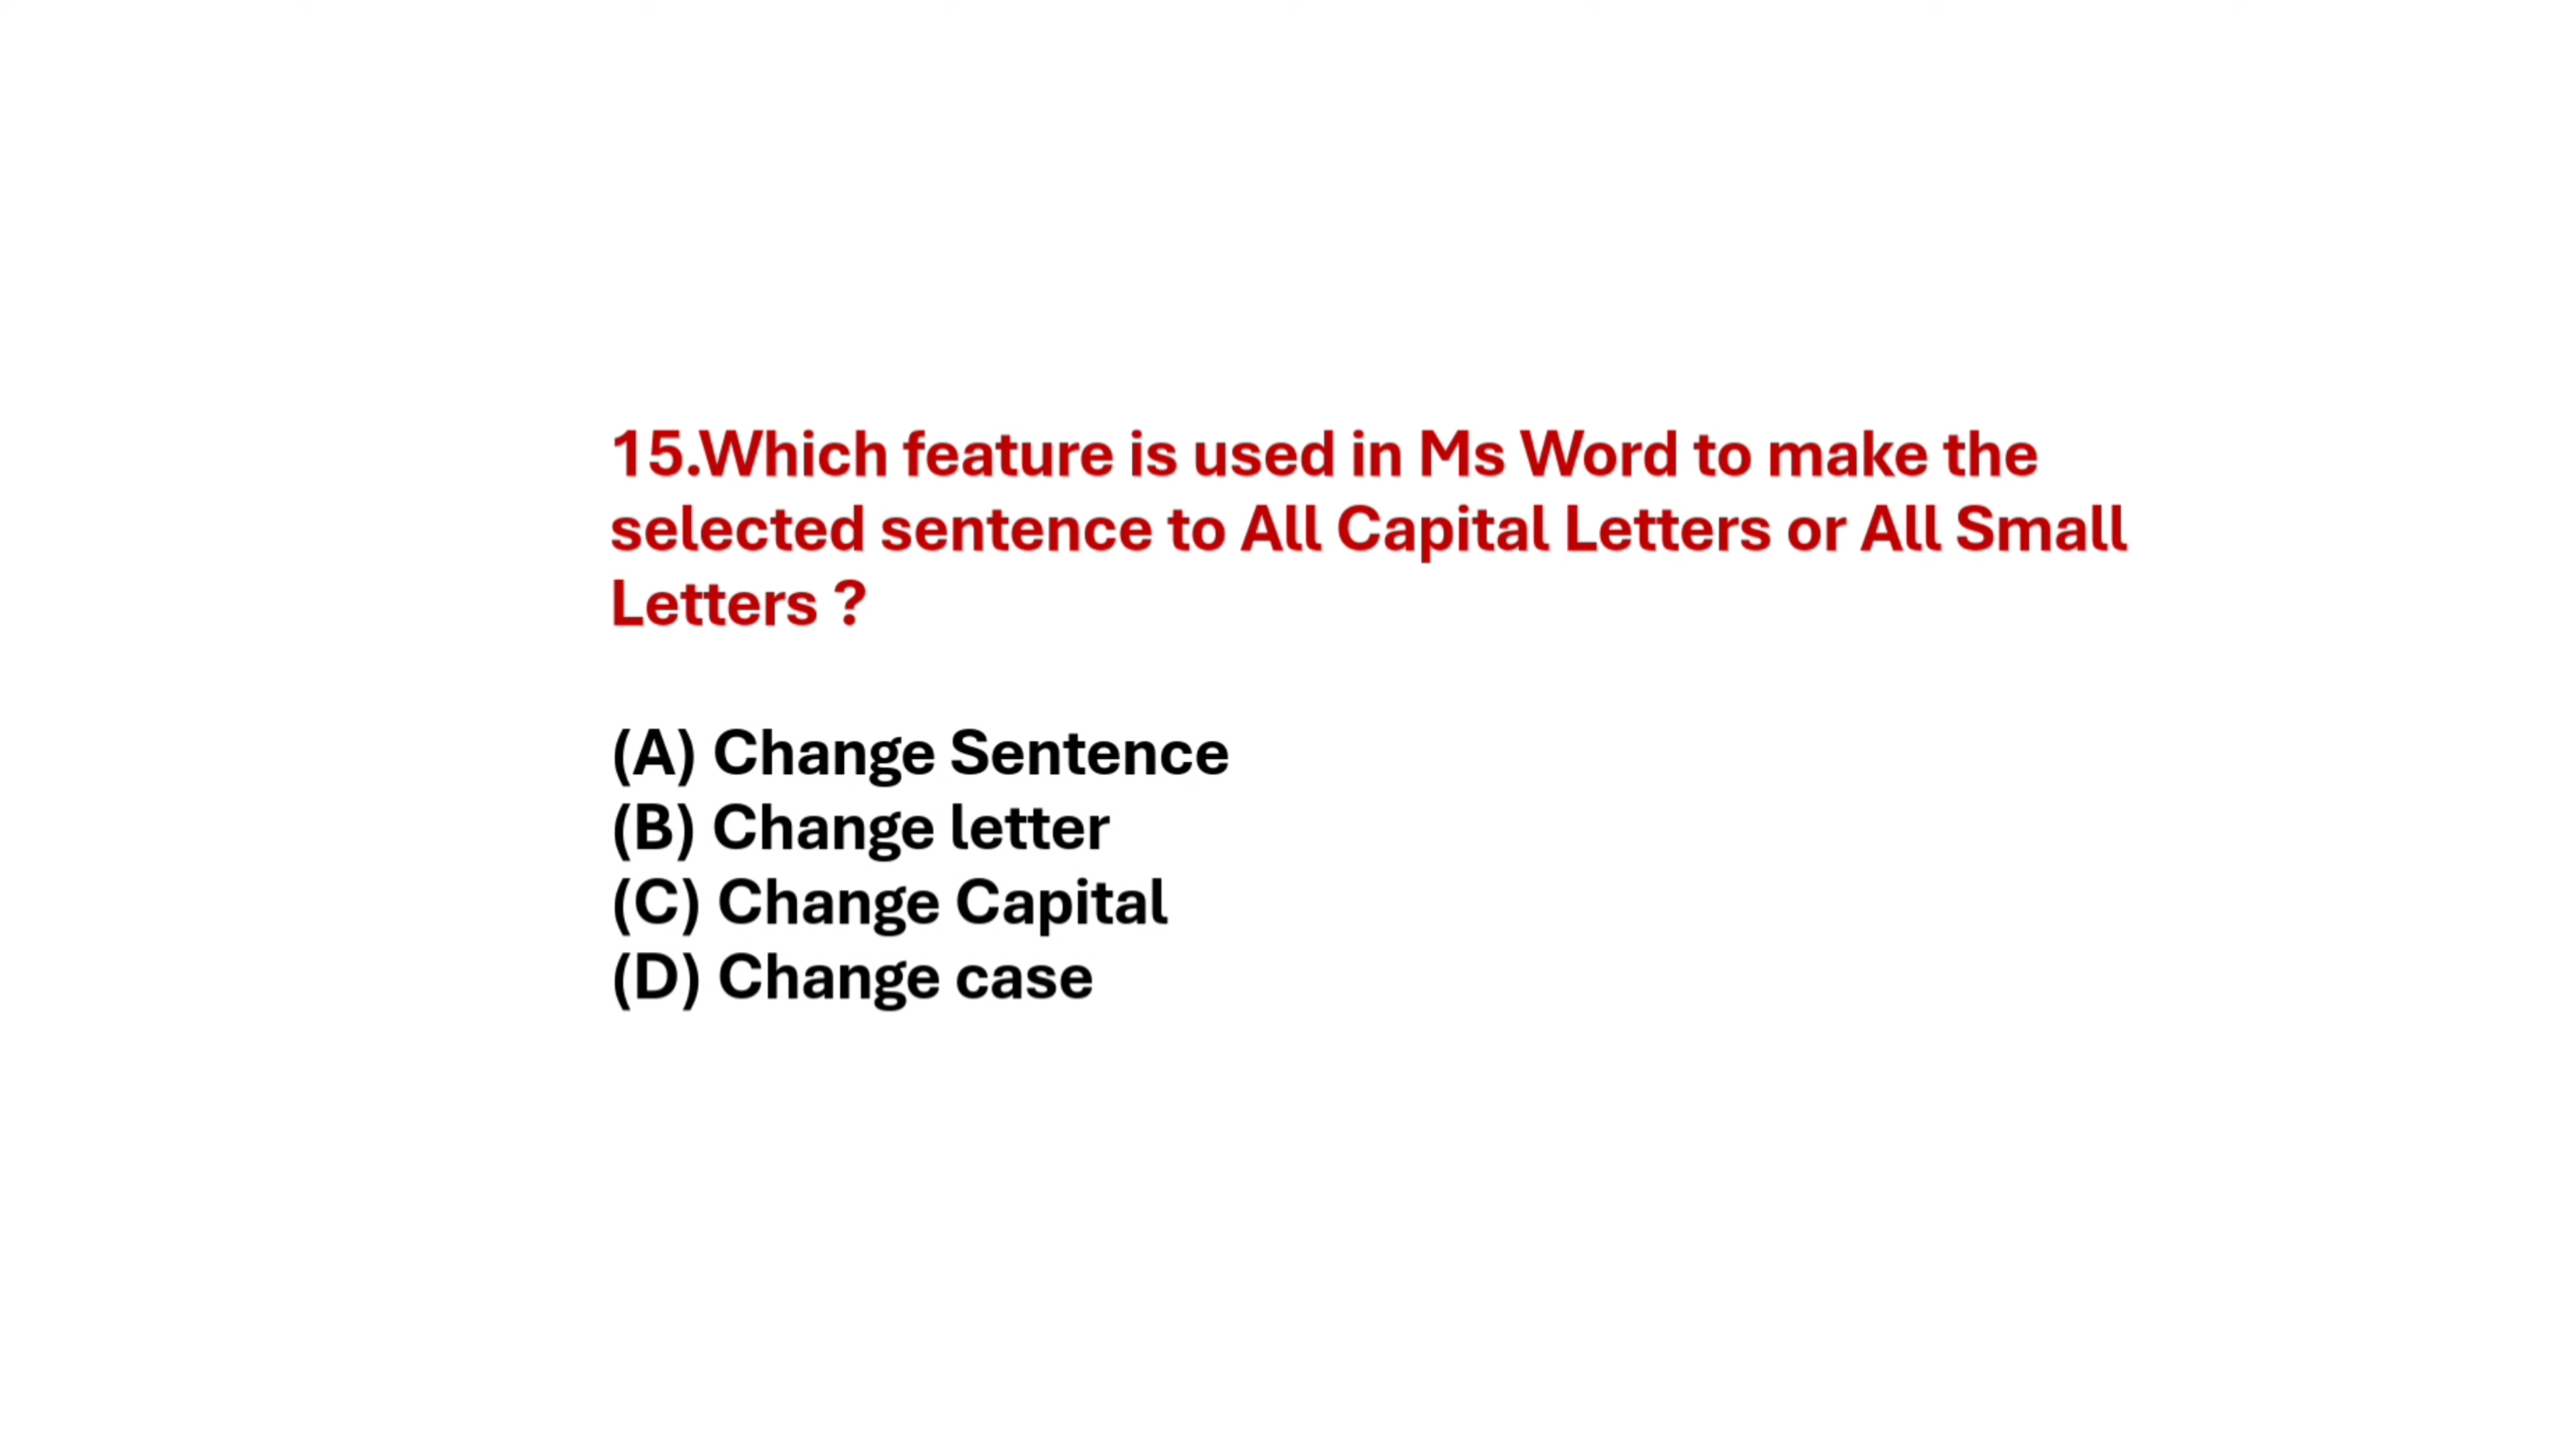 15.Which feature is used in Ms Word to make the
selected sentence to All Capital Letters or All Small
Letters ?
(A) Change Sentence
(B) Change letter
(C) Change Capital
(D) Change case